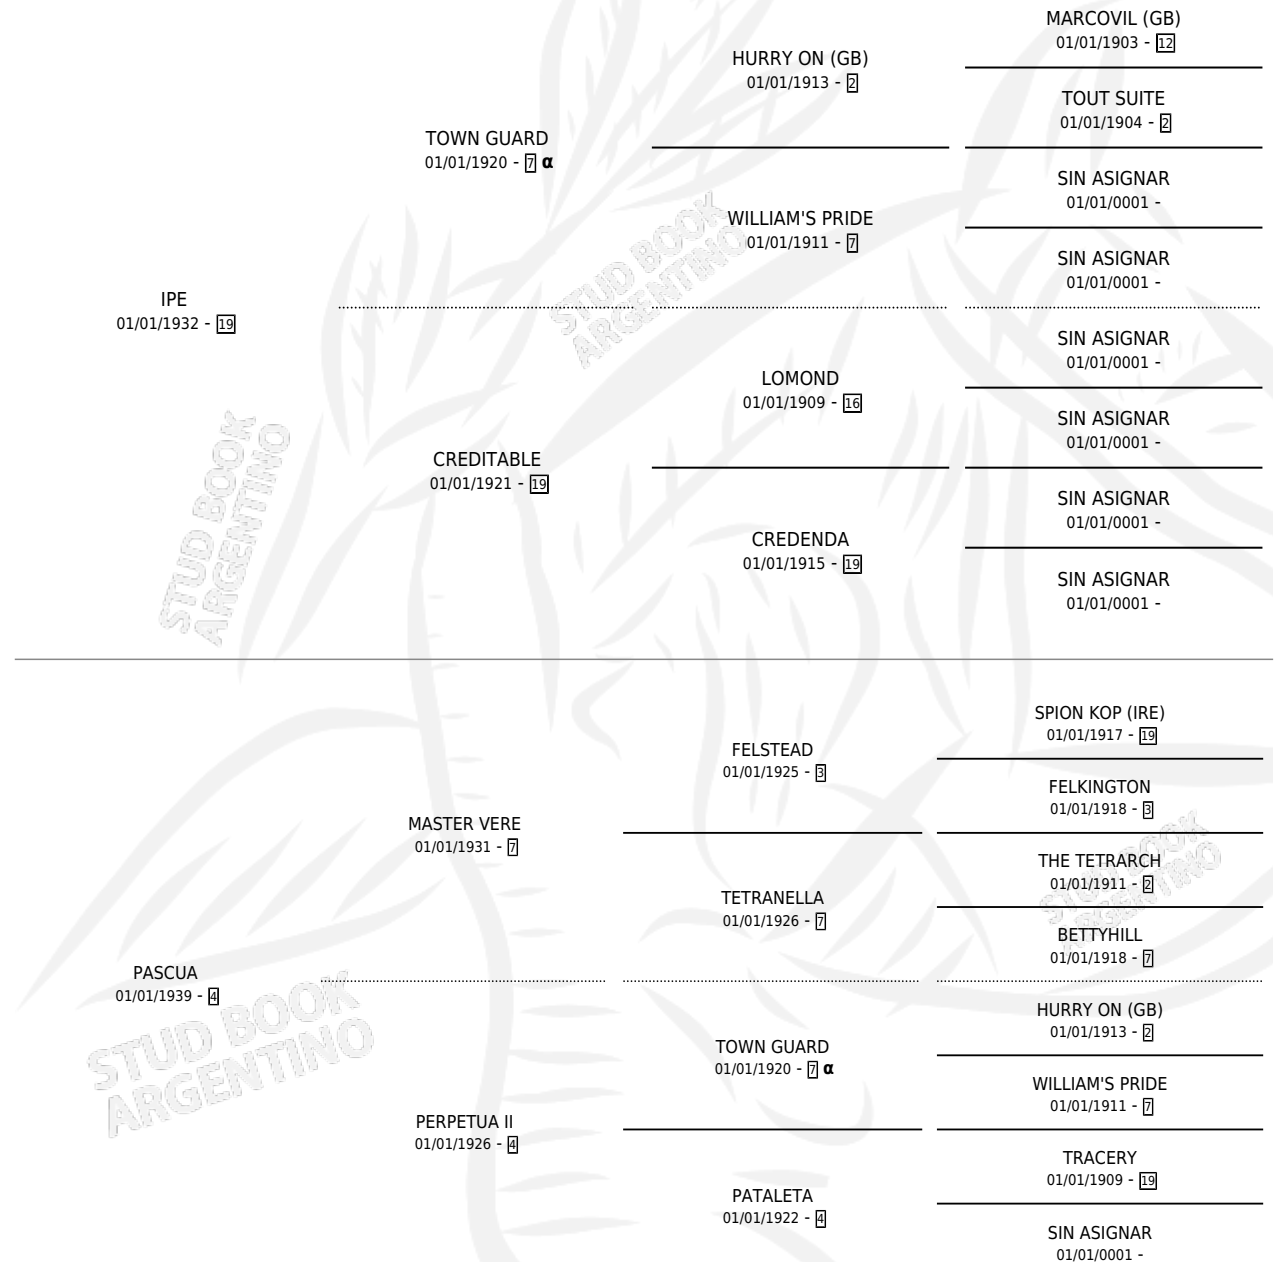 MARCOVIL (GB)
01/01/1903 - 12
HURRY ON (GB)
01/01/1913 - 2
TOUT SUITE
01/01/1904 - 2
TOWN GUARD
01/01/1920 - 7 α
SIN ASIGNAR
01/01/0001 -
WILLIAM'S PRIDE
01/01/1911 - 7
SIN ASIGNAR
01/01/0001 -
IPE
01/01/1932 - 19
SIN ASIGNAR
01/01/0001 -
LOMOND
01/01/1909 - 16
SIN ASIGNAR
01/01/0001 -
CREDITABLE
01/01/1921 - 19
SIN ASIGNAR
01/01/0001 -
CREDENDA
01/01/1915 - 19
SIN ASIGNAR
01/01/0001 -
STUD BOOK
ARGENTINO
STUD BOOK
ARGENTINO
SPION KOP (IRE)
01/01/1917 - 19
FELSTEAD
01/01/1925 - 3
FELKINGTON
01/01/1918 - 3
MASTER VERE
01/01/1931 - 7
THE TETRARCH
01/01/1911 - 2
TETRANELLA
01/01/1926 - 7
BETTYHILL
01/01/1918 - 7
PASCUA
01/01/1939 - 4
HURRY ON (GB)
01/01/1913 - 2
TOWN GUARD
01/01/1920 - 7 α
WILLIAM'S PRIDE
01/01/1911 - 7
PERPETUA II
01/01/1926 - 4
TRACERY
01/01/1909 - 19
PATALETA
01/01/1922 - 4
SIN ASIGNAR
01/01/0001 -
STUD BOOK
ARGENTINO
STUD BOOK
ARGENTINO